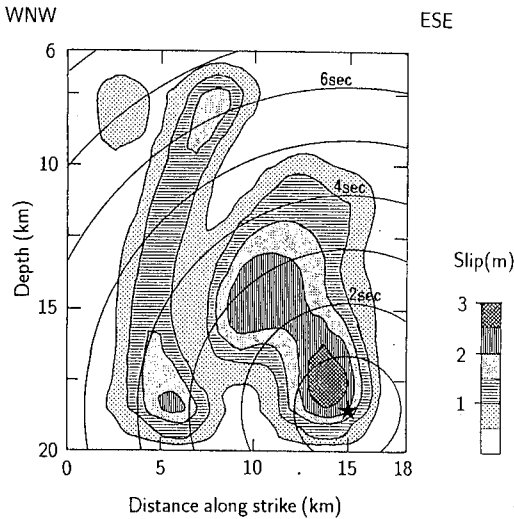 WNW
ESE
6
6sec
10
4sec
Depth (km)
Slip(m)
15
2sec
3
2
1
20
0
5
10
15
18
Distance along strike (km)